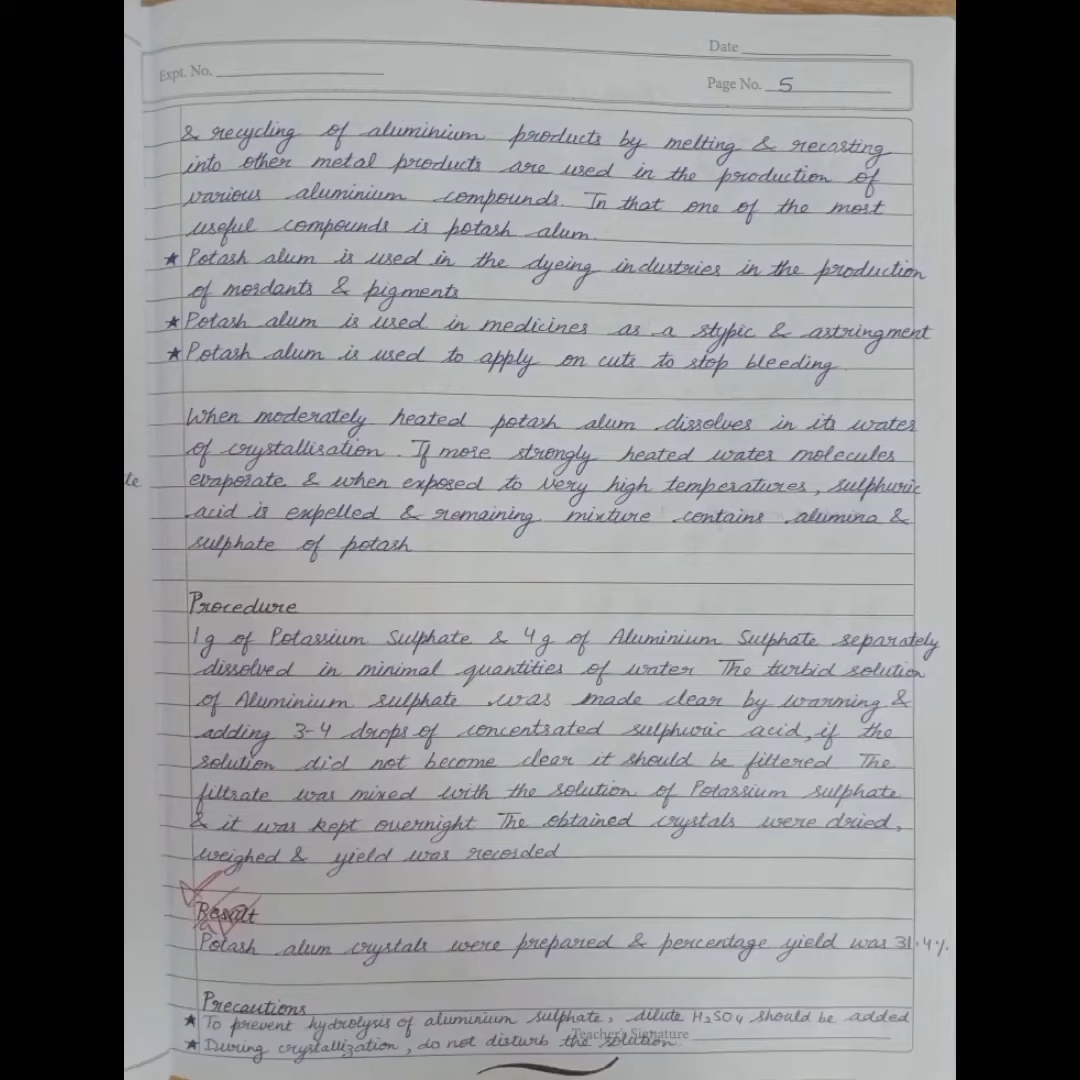 Date
Expt. No.
Page No. 5
& recycling of aluminium products by melting & recasting
into other metal products are used in the production of
various aluminium compounds. In that one of the most
useful compounds is potash alum.
★ Potash alum is used in the dyeing industries in the production
of mordants & pigments
★ Potash alum is used in medicines as a stypic & astringment
★ Potash alum is used to apply on cuts to stop bleeding.
When moderately heated potash alum dissolves in its water
of crystallisation. If more strongly heated water molecules
te
evaporate & when exposed to very high temperatures, sulphuric
acid is expelled & remaining mixture contains alumina &
sulphate of potash
Procedure
1g of Potassium Sulphate & 4g of Aluminium Sulphate separately
dissolved in minimal quantities of water The turbid solution
of Aluminium sulphate was made clear by warming &
adding 3-4 drops of concentrated sulphuric acid, if the
solution did not become clear it should be filtered The
filtrate was mixed with the solution of Potassium sulphate
& it was kept overnight The obtained crystals were dried,
weighed & yield was recorded
Result
Potash alum crystals were prepared & percentage yield was 31.4%.
Precautions
★ To prevent hydrolysis of aluminium sulphate, dilute H₂SO₄ should be added
Teacher's Signature
★ During crystallization, do not disturb the solution.